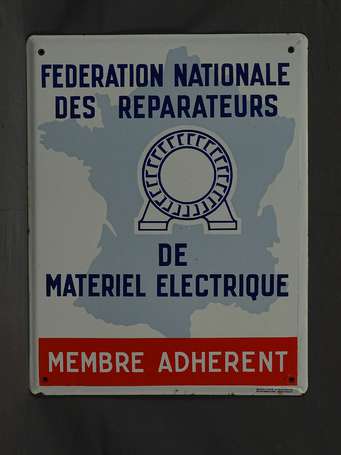 FEDERATION NATIONALE
DES REPARATEURS
DE
MATERIEL ELECTRIQUE
MEMBRE ADHERENT